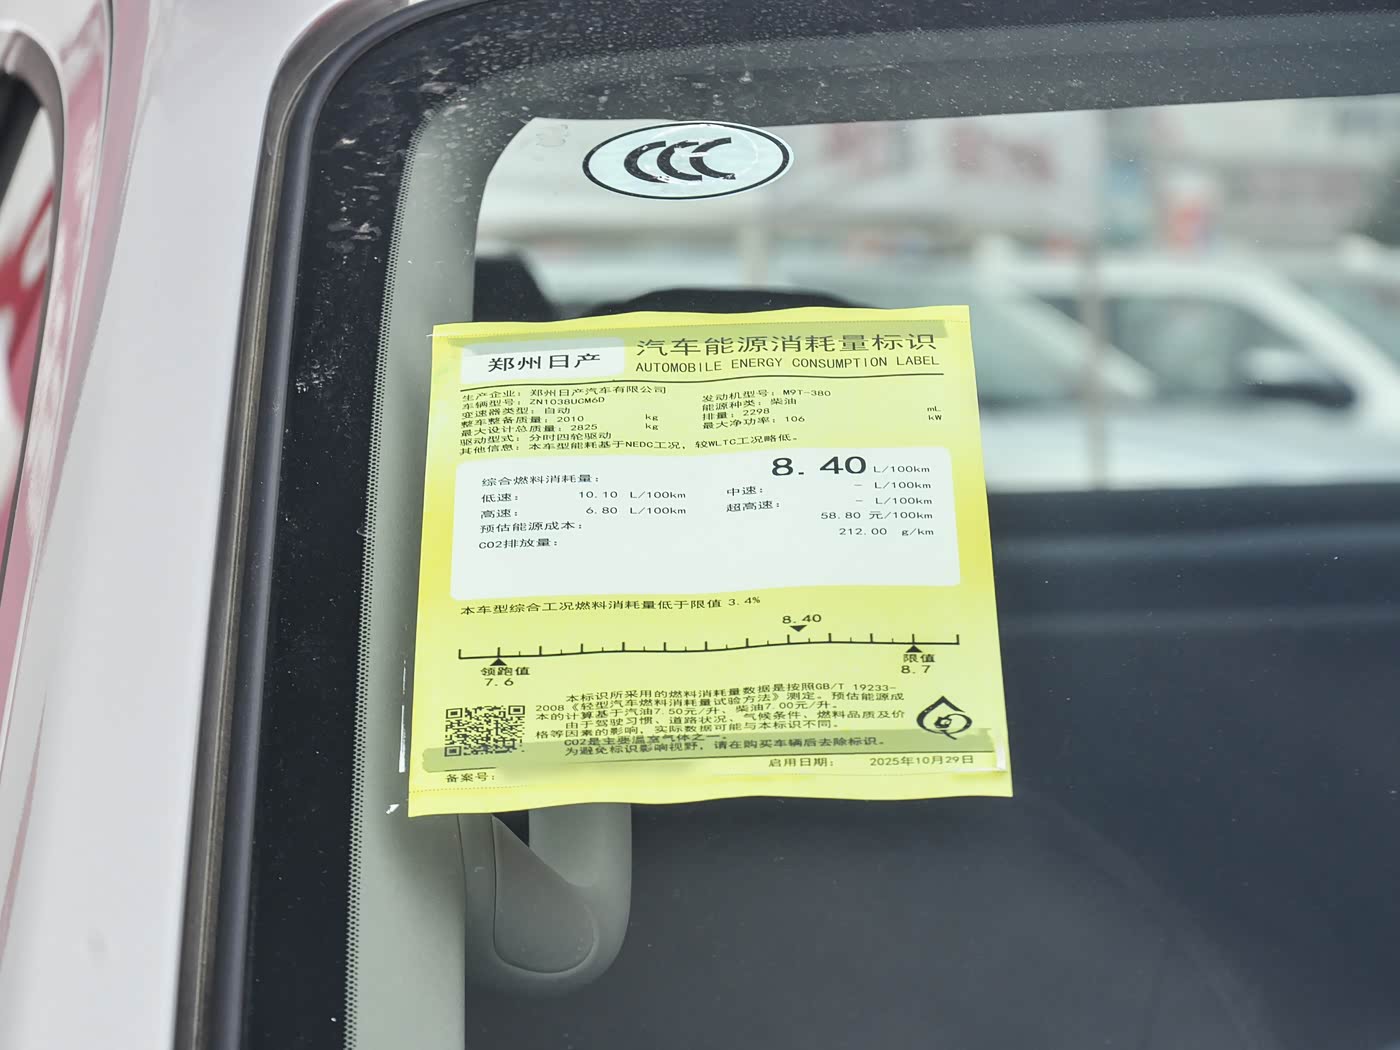 CCC
郑州日产
汽车能源消耗量标识
AUTOMOBILE ENERGY CONSUMPTION LABEL
生产企业：郑州日产汽车有限公司
车辆型号：ZN1038UCM6D 发动机型号：M9T-380
变速器类型：自动 能源种类：柴油
整车整备质量：2010 kg 排量：2298 mL
最大设计总质量：2825 kg 最大净功率：106 kW
驱动型式：分时四轮驱动
其他信息：本车型能耗基于NEDC工况，较WLTC工况略低。
综合燃料消耗量： 8.40 L/100km
低速： 10.10 L/100km 中速： - L/100km
高速： 6.80 L/100km 超高速： - L/100km
预估能源成本： 58.80 元/100km
CO2排放量： 212.00 g/km
本车型综合工况燃料消耗量低于限值 3.4%
8.40
领跑值 限值
7.6 8.7
本标识所采用的燃料消耗量数据是按照GB/T 19233-
2008《轻型汽车燃料消耗量试验方法》测定。预估能源成
本的计算基于汽油7.50元/升、柴油7.00元/升。
由于驾驶习惯、道路状况、气候条件、燃料品质及价
格等因素的影响，实际数据可能与本标识不同。
CO2是主要温室气体之一。
为避免标识影响视野，请在购买车辆后去除标识。
备案号： 启用日期： 2025年10月29日